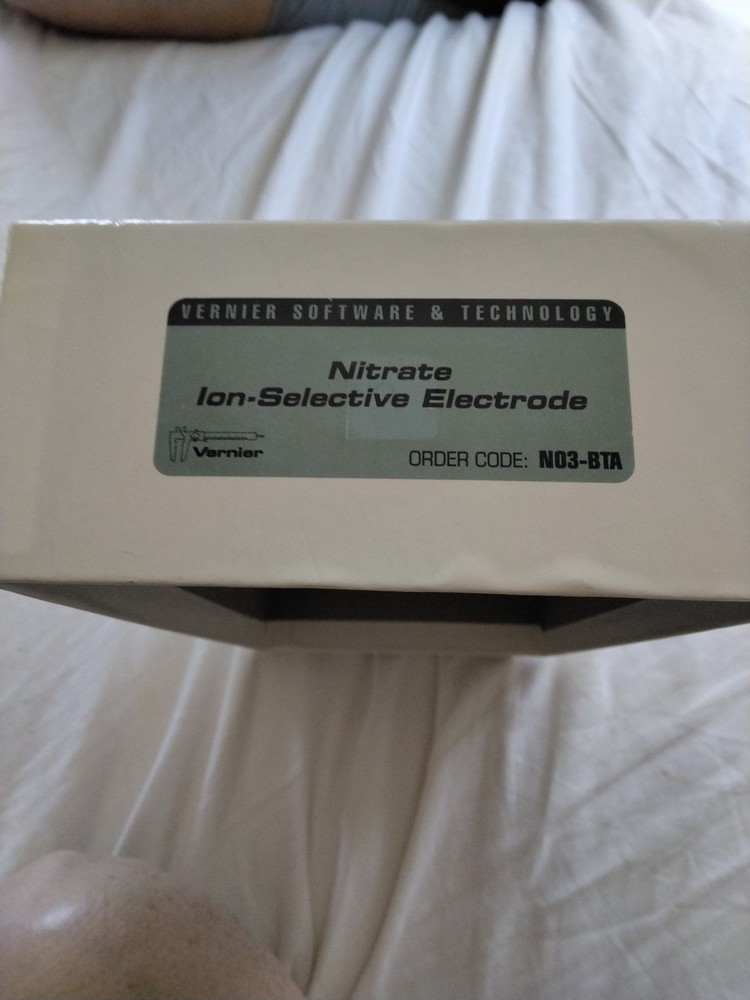 VERNIER SOFTWARE & TECHNOLOGY
Nitrate
Ion-Selective Electrode
Vernier
ORDER CODE: NO3-BTA